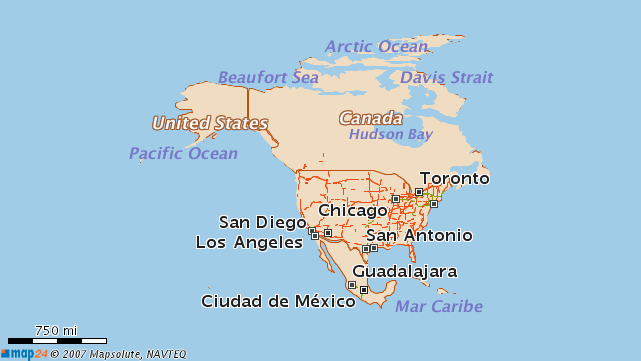 Arctic Ocean
Beaufort Sea
Davis Strait
United States
Canada
Hudson Bay
Pacific Ocean
Toronto
Chicago
San Diego
San Antonio
Los Angeles
Guadalajara
Ciudad de México
Mar Caribe
750 mi
map24 © 2007 Mapsolute, NAVTEQ